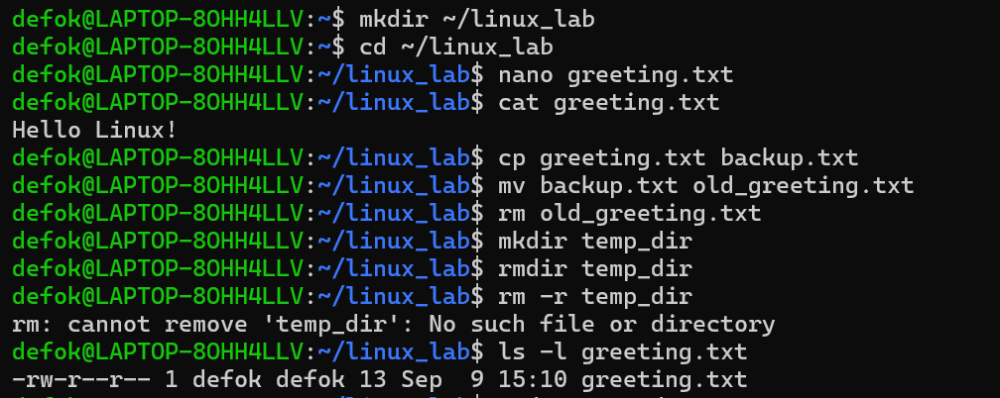 defok@LAPTOP-8OHH4LLV:~$ mkdir ~/linux_lab
defok@LAPTOP-8OHH4LLV:~$ cd ~/linux_lab
defok@LAPTOP-8OHH4LLV:~/linux_lab$ nano greeting.txt
defok@LAPTOP-8OHH4LLV:~/linux_lab$ cat greeting.txt
Hello Linux!
defok@LAPTOP-8OHH4LLV:~/linux_lab$ cp greeting.txt backup.txt
defok@LAPTOP-8OHH4LLV:~/linux_lab$ mv backup.txt old_greeting.txt
defok@LAPTOP-8OHH4LLV:~/linux_lab$ rm old_greeting.txt
defok@LAPTOP-8OHH4LLV:~/linux_lab$ mkdir temp_dir
defok@LAPTOP-8OHH4LLV:~/linux_lab$ rmdir temp_dir
defok@LAPTOP-8OHH4LLV:~/linux_lab$ rm -r temp_dir
rm: cannot remove 'temp_dir': No such file or directory
defok@LAPTOP-8OHH4LLV:~/linux_lab$ ls -l greeting.txt
-rw-r--r-- 1 defok defok 13 Sep  9 15:10 greeting.txt